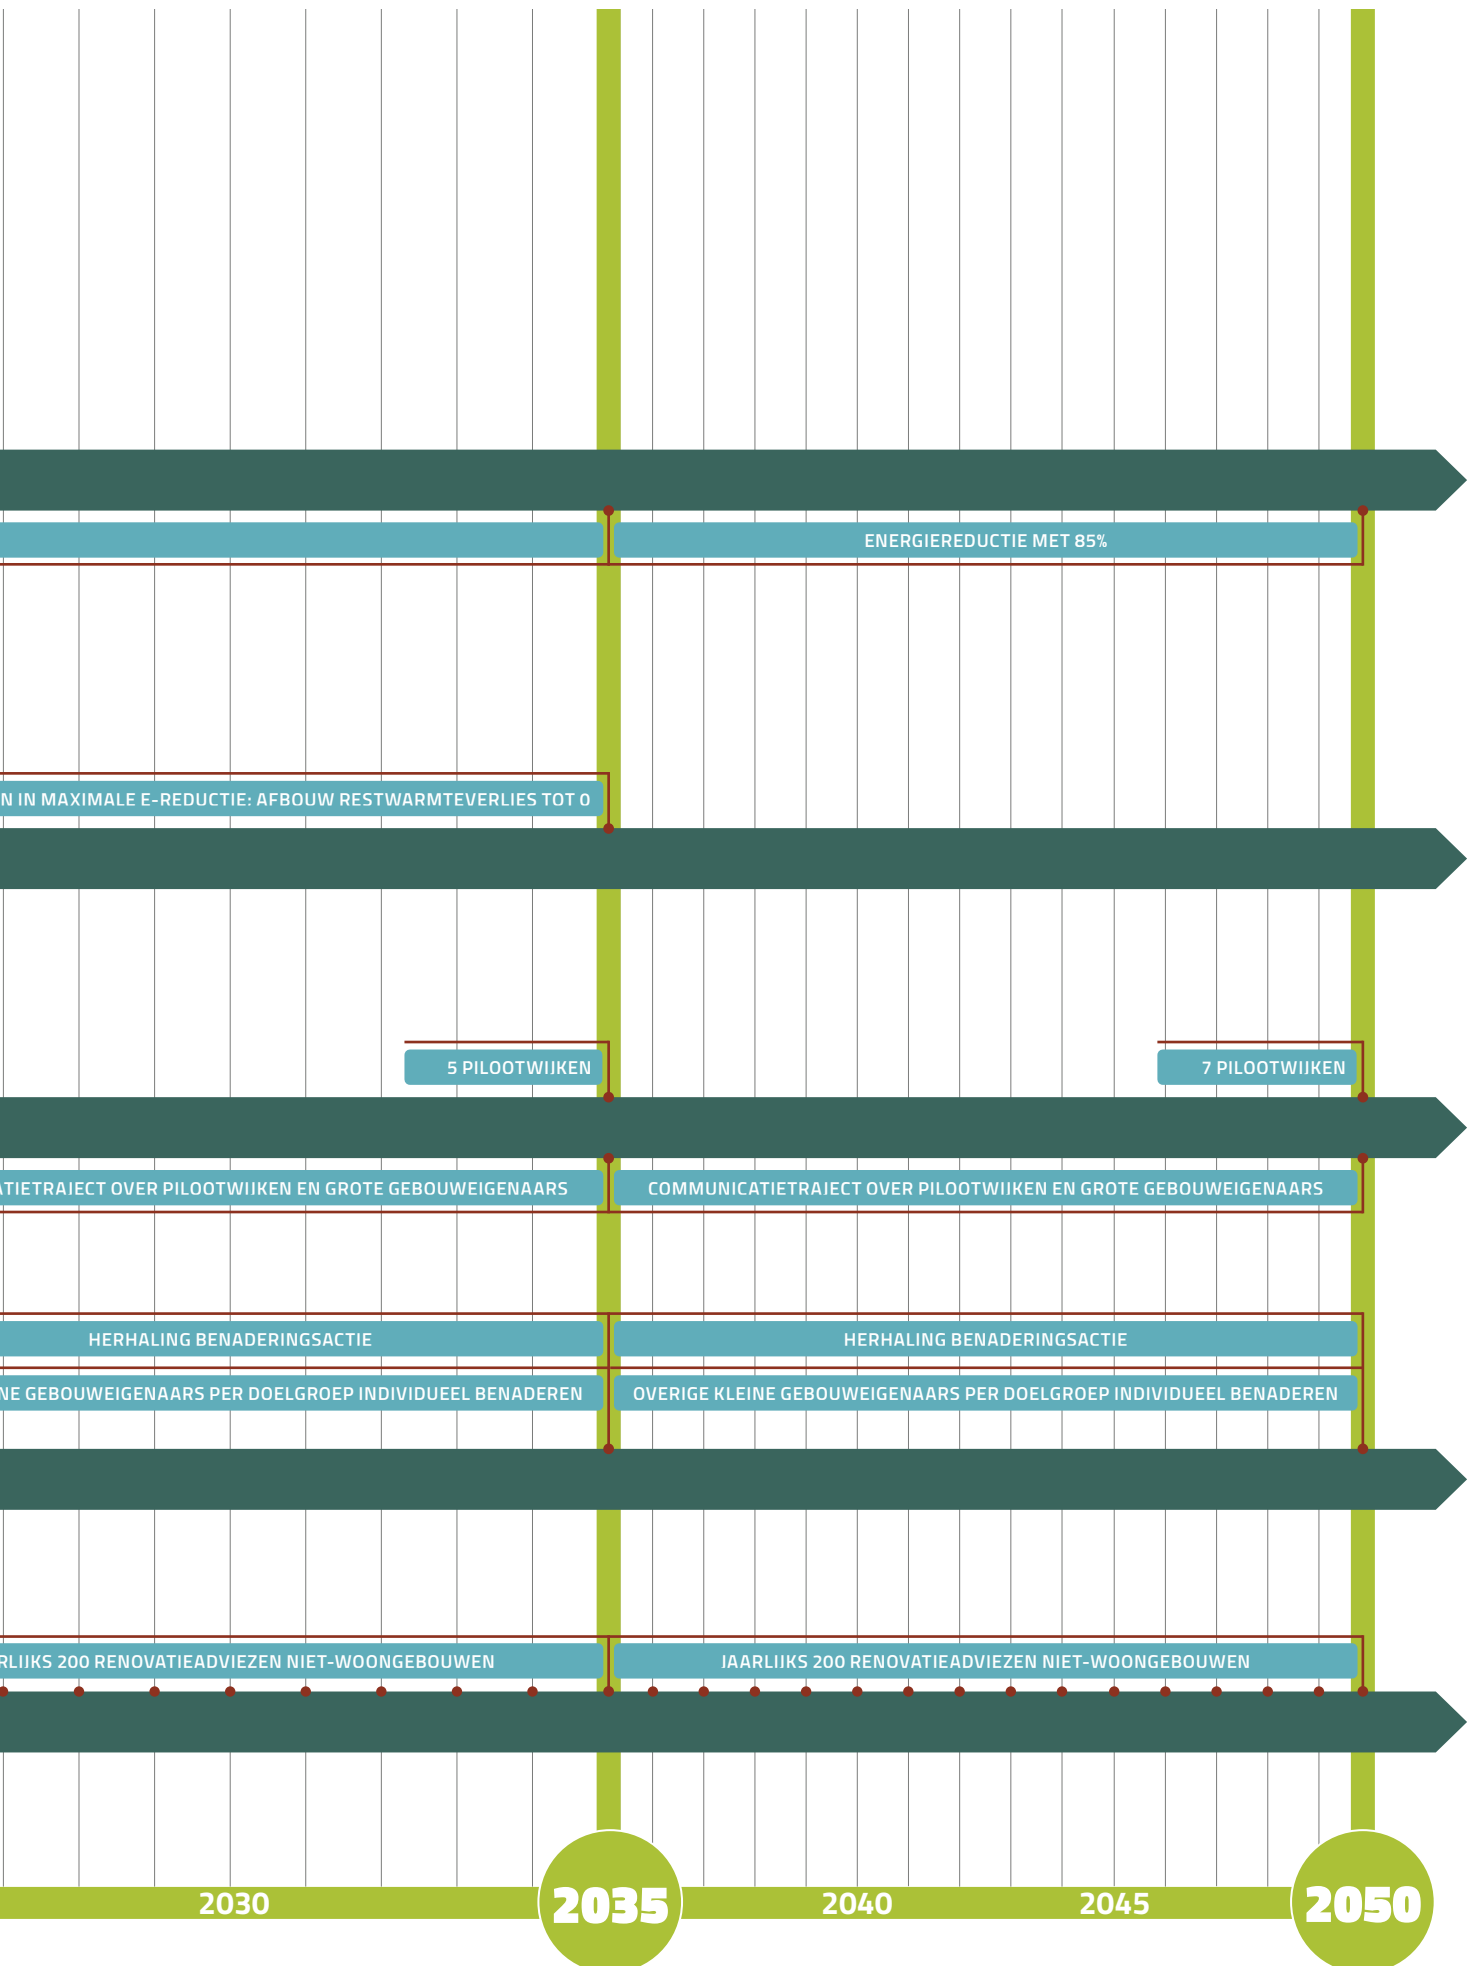 ENERGIEREDUCTIE MET 85%
N IN MAXIMALE E-REDUCTIE: AFBOUW RESTWARMTEVERLIES TOT 0
5 PILOOTWIJKEN
7 PILOOTWIJKEN
ATIETRAJECT OVER PILOOTWIJKEN EN GROTE GEBOUWEIGENAARS
COMMUNICATIETRAJECT OVER PILOOTWIJKEN EN GROTE GEBOUWEIGENAARS
HERHALING BENADERINGSACTIE
HERHALING BENADERINGSACTIE
NE GEBOUWEIGENAARS PER DOELGROEP INDIVIDUEEL BENADEREN
OVERIGE KLEINE GEBOUWEIGENAARS PER DOELGROEP INDIVIDUEEL BENADEREN
RLIJKS 200 RENOVATIEADVIEZEN NIET-WOONGEBOUWEN
JAARLIJKS 200 RENOVATIEADVIEZEN NIET-WOONGEBOUWEN
2030
2035
2040
2045
2050